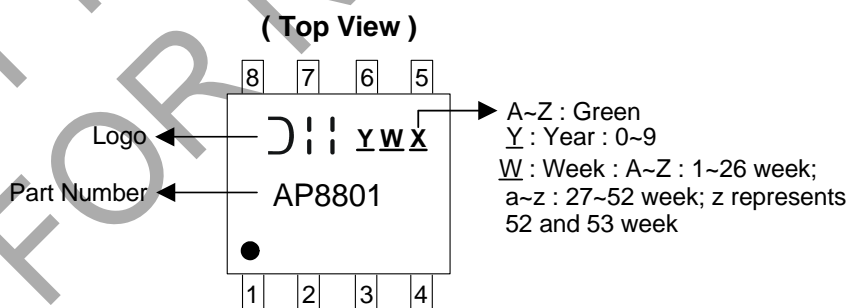 ( Top View )
8 7 6 5
Logo
Y W X
A~Z : Green
Y : Year : 0~9
W : Week : A~Z : 1~26 week;
a~z : 27~52 week; z represents
52 and 53 week
Part Number
AP8801
1 2 3 4
FOR